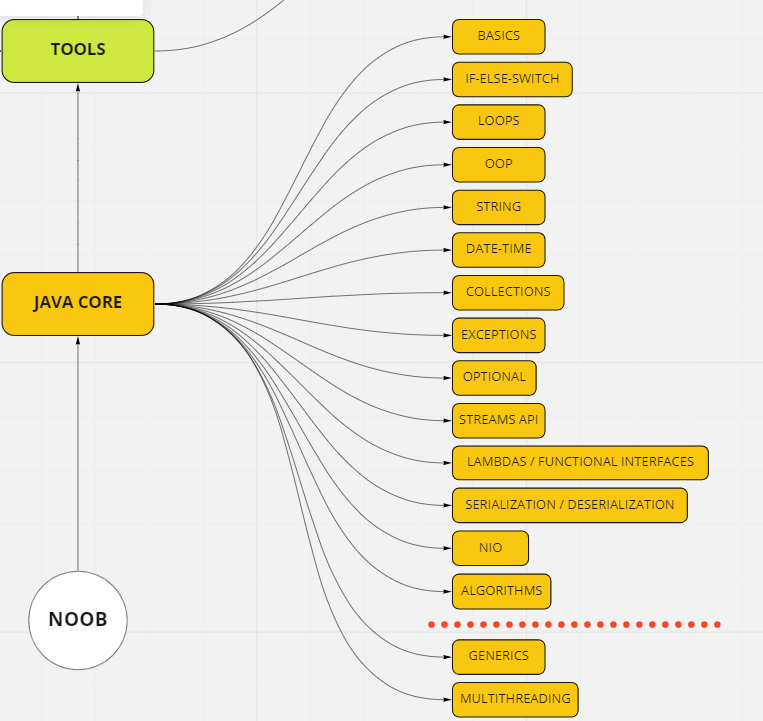 TOOLS
BASICS
IF-ELSE-SWITCH
LOOPS
OOP
STRING
DATE-TIME
JAVA CORE
COLLECTIONS
EXCEPTIONS
OPTIONAL
STREAMS API
LAMBDAS / FUNCTIONAL INTERFACES
SERIALIZATION / DESERIALIZATION
NIO
ALGORITHMS
NOOB
GENERICS
MULTITHREADING